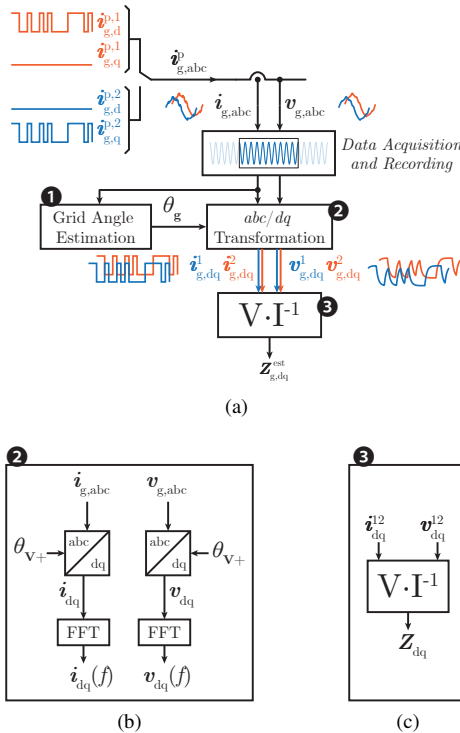 i^{p,1}_{g,d}
i^{p,1}_{g,q}
i^{p,2}_{g,d}
i^{p,2}_{g,q}
i^p_{g,abc}
i_{g,abc}
v_{g,abc}
Data Acquisition
and Recording
1
Grid Angle
Estimation
θ_g
2
abc/dq
Transformation
i^1_{g,dq} i^2_{g,dq} v^1_{g,dq} v^2_{g,dq}
3
V·I^{-1}
z^{est}_{g,dq}
(a)
2
i_{g,abc} v_{g,abc}
θ_{V+} abc dq abc dq θ_{V+}
i_{dq} v_{dq}
FFT FFT
i_{dq}(f) v_{dq}(f)
(b)
3
i^{12}_{dq} v^{12}_{dq}
V·I^{-1}
Z_{dq}
(c)